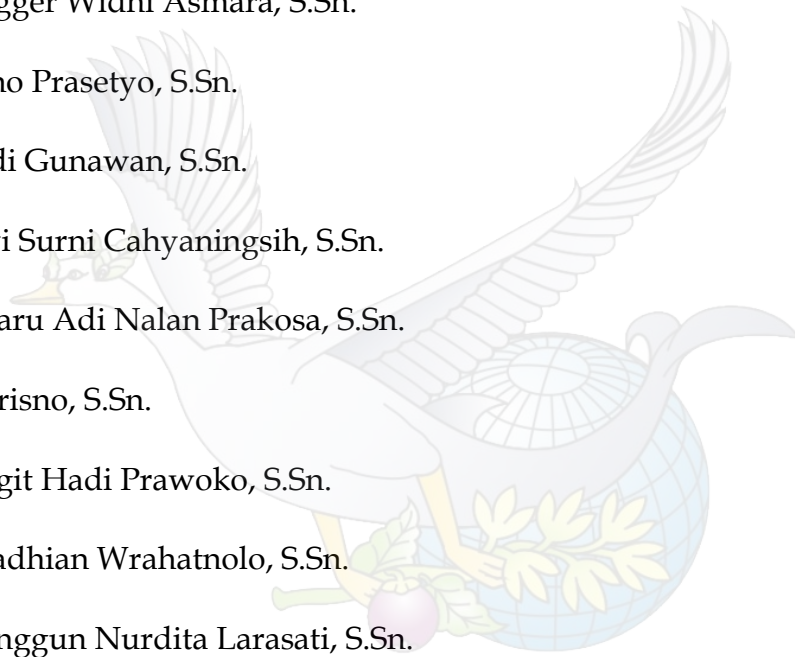 gger Widhi Asmara, S.Sn.
no Prasetyo, S.Sn.
di Gunawan, S.Sn.
i Surni Cahyaningsih, S.Sn.
aru Adi Nalan Prakosa, S.Sn.
risno, S.Sn.
git Hadi Prawoko, S.Sn.
adhian Wrahatnolo, S.Sn.
nggun Nurdita Larasati, S.Sn.